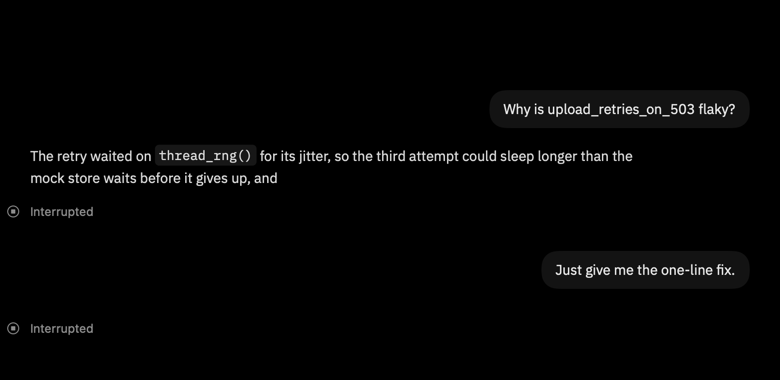 Why is upload_retries_on_503 flaky?
The retry waited on thread_rng() for its jitter, so the third attempt could sleep longer than the
mock store waits before it gives up, and
Interrupted
Just give me the one-line fix.
Interrupted